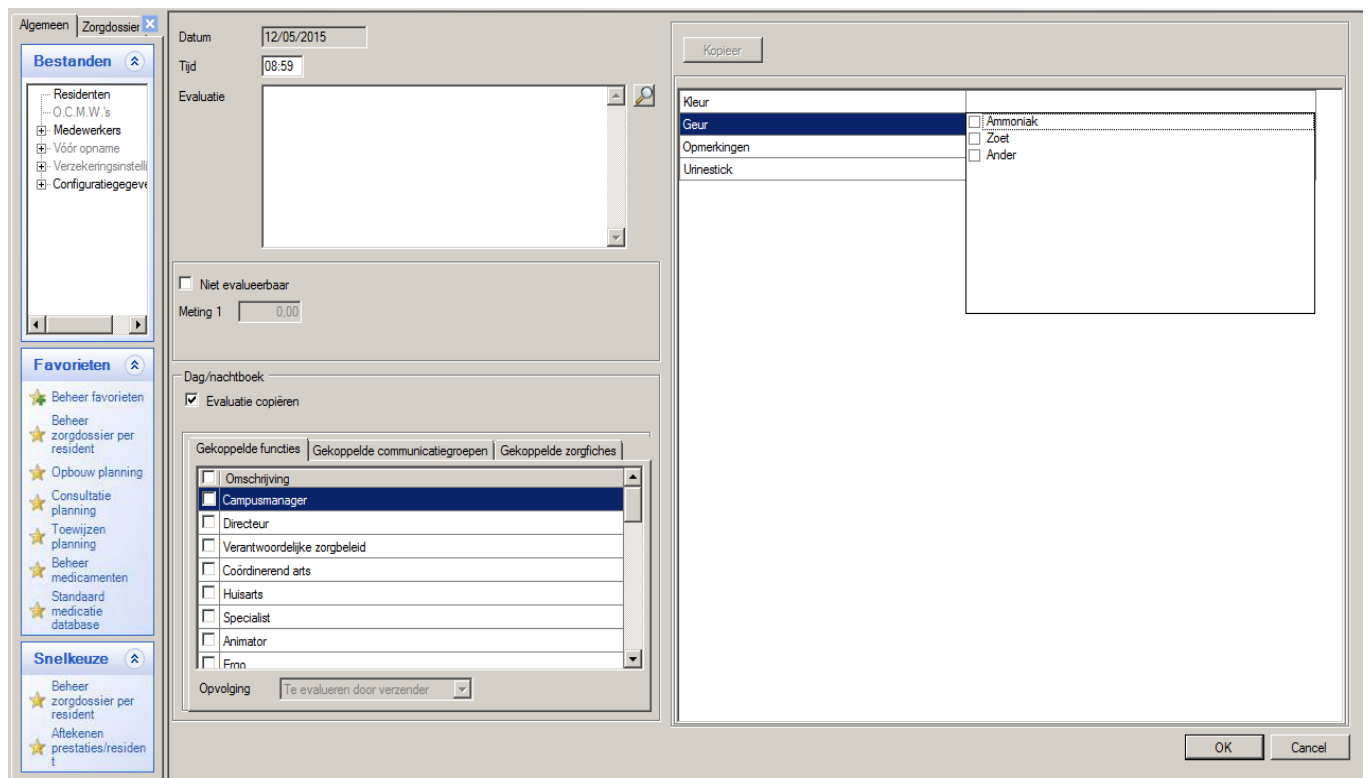 Algemeen
Zorgdossier
Bestanden
Residenten
O.C.M.W.'s
Medewerkers
Vóór opname
Verzekeringsinstelli
Configuratiegegeve
Favorieten
Beheer favorieten
Beheer
zorgdossier per
resident
Opbouw planning
Consultatie
planning
Toewijzen
planning
Beheer
medicamenten
Standaard
medicatie
database
Snelkeuze
Beheer
zorgdossier per
resident
Aftekenen
prestaties/residen
t
Datum 12/05/2015
Tijd 08:59
Evaluatie
Niet evalueerbaar
Meting 1 0,00
Dag/nachtboek
Evaluatie copiëren
Gekoppelde functies Gekoppelde communicatiegroepen Gekoppelde zorgfiches
Omschrijving
Campusmanager
Directeur
Verantwoordelijke zorgbeleid
Coördinerend arts
Huisarts
Specialist
Animator
Ergo
Opvolging Te evalueren door verzender
Kopieer
Kleur
Geur
Opmerkingen
Urinestick
Ammoniak
Zoet
Ander
OK Cancel